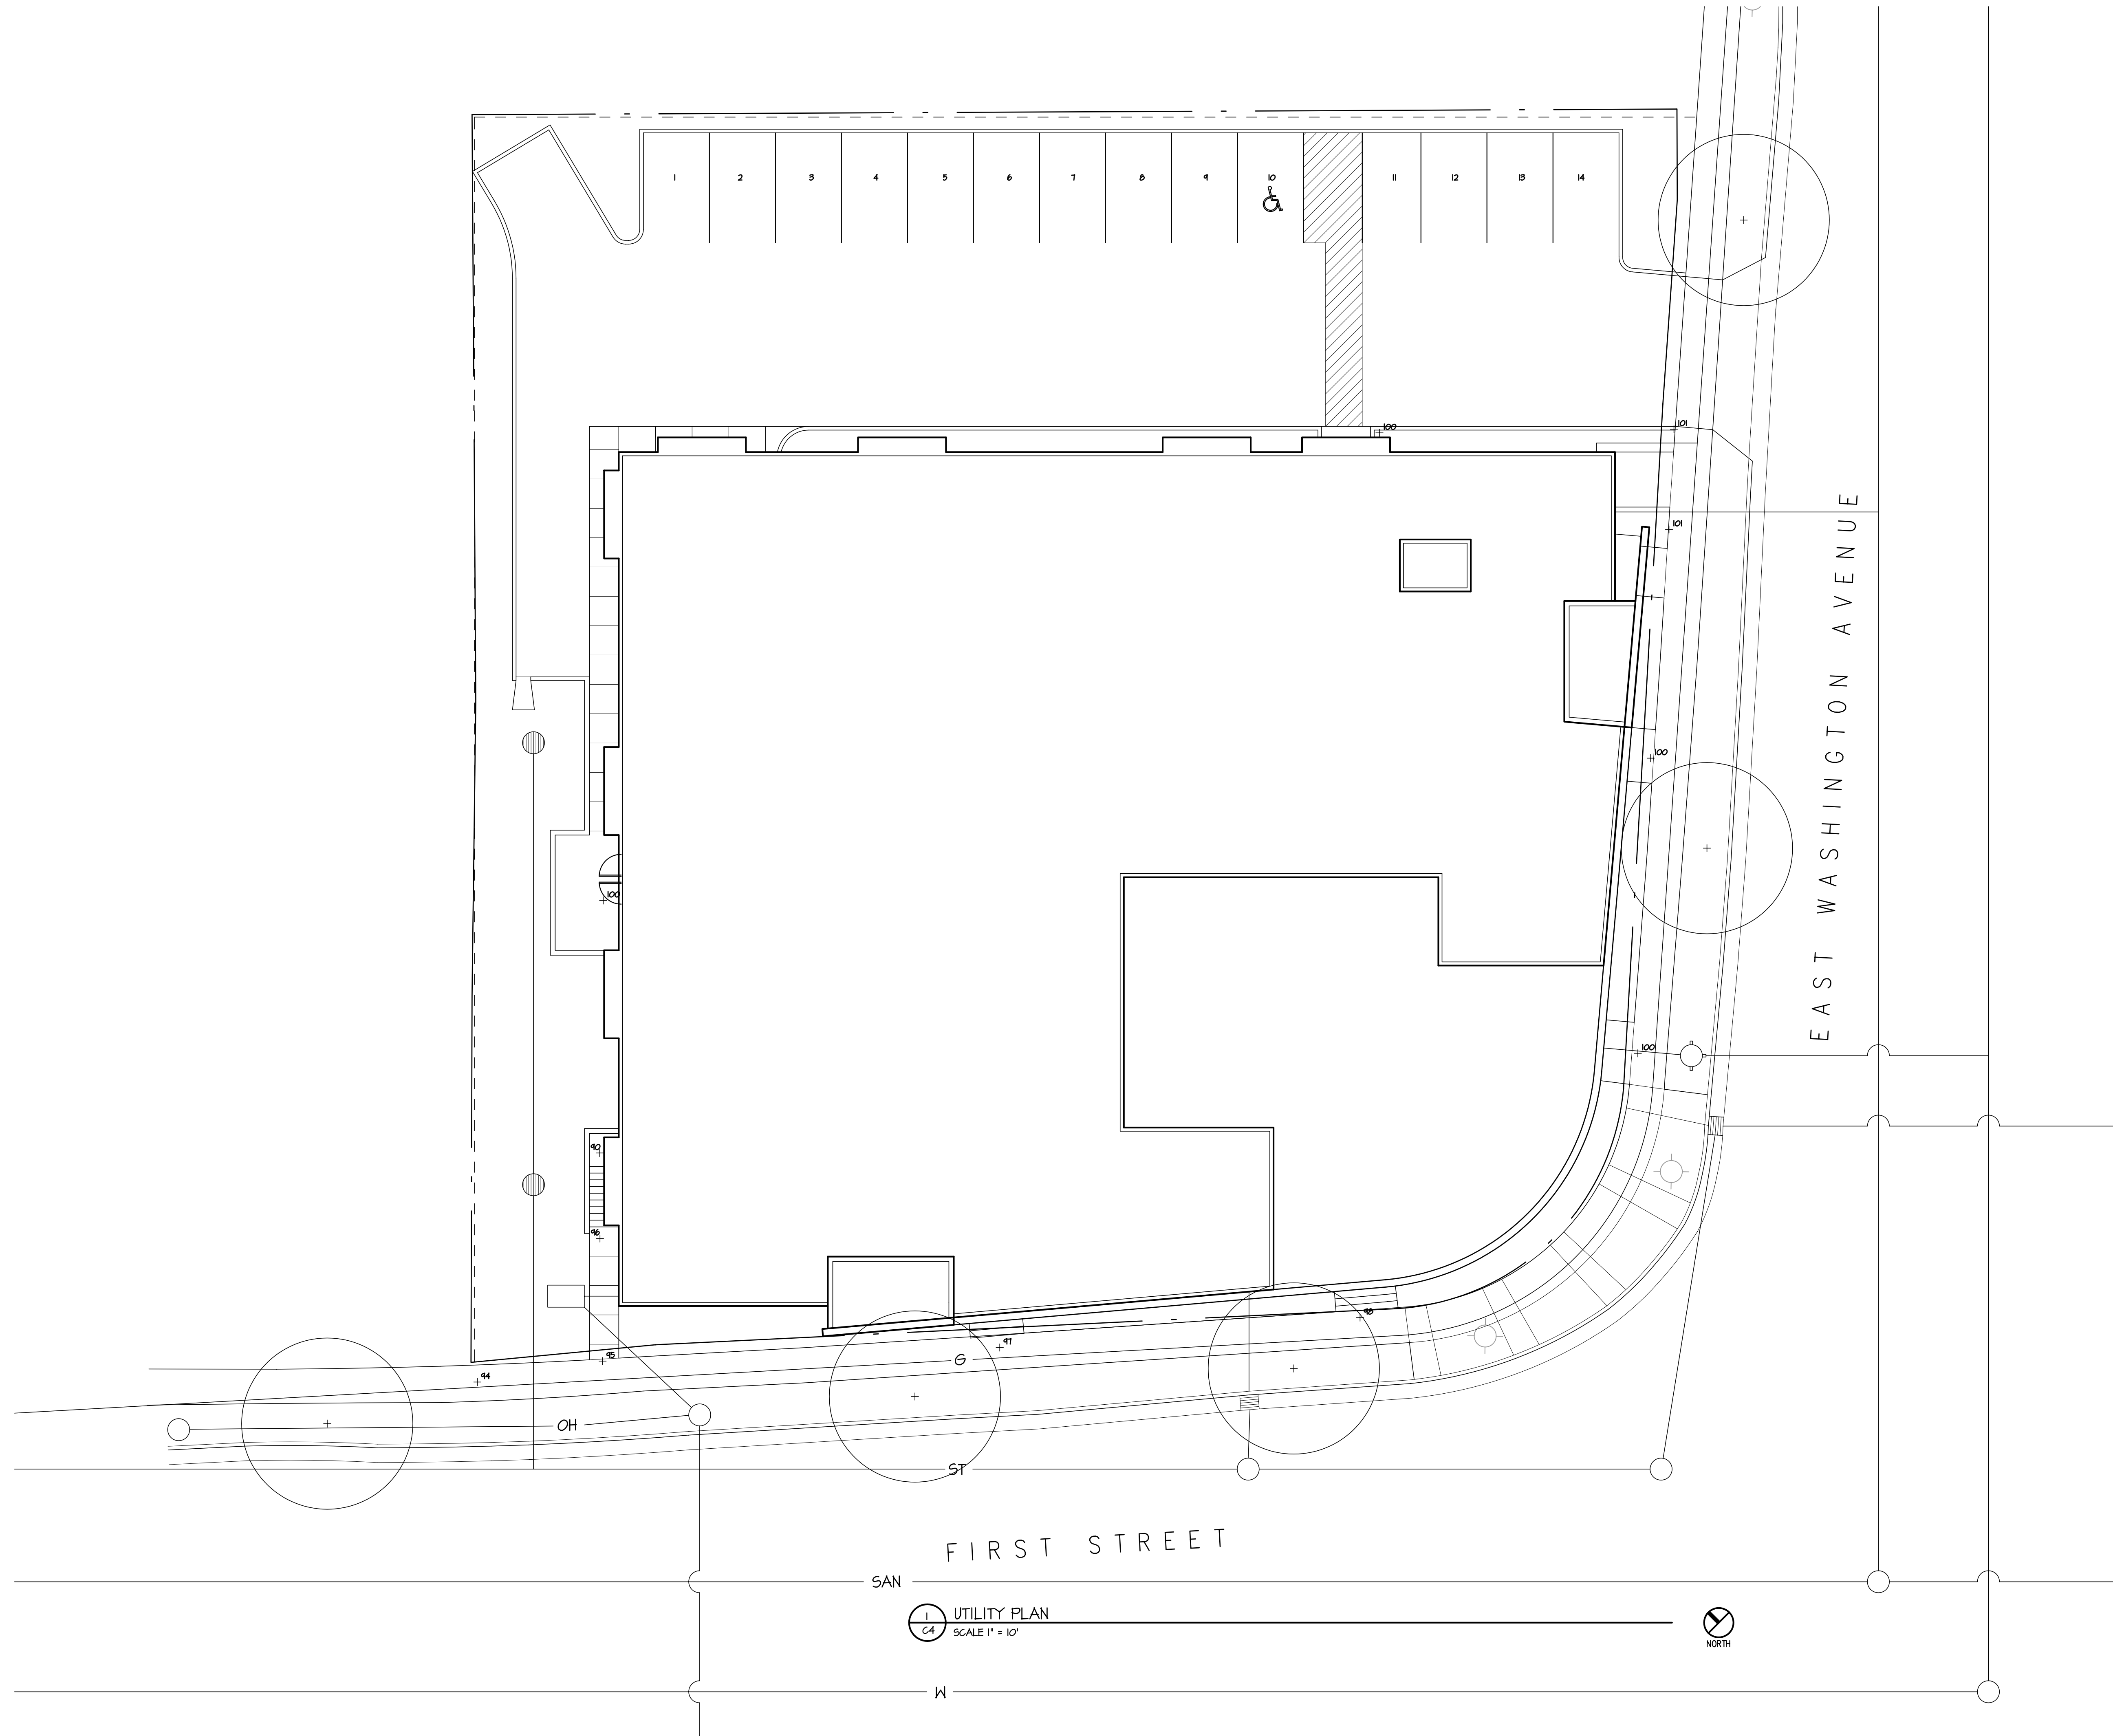 1 2 3 4 5 6 7 8 9 10 11 12 13 14
100
101
101
EAST WASHINGTON AVENUE
100
100
100
90
96
98
97
95
94
G
OH
ST
FIRST STREET
SAN
1
C4
UTILITY PLAN
SCALE 1" = 10'
NORTH
W